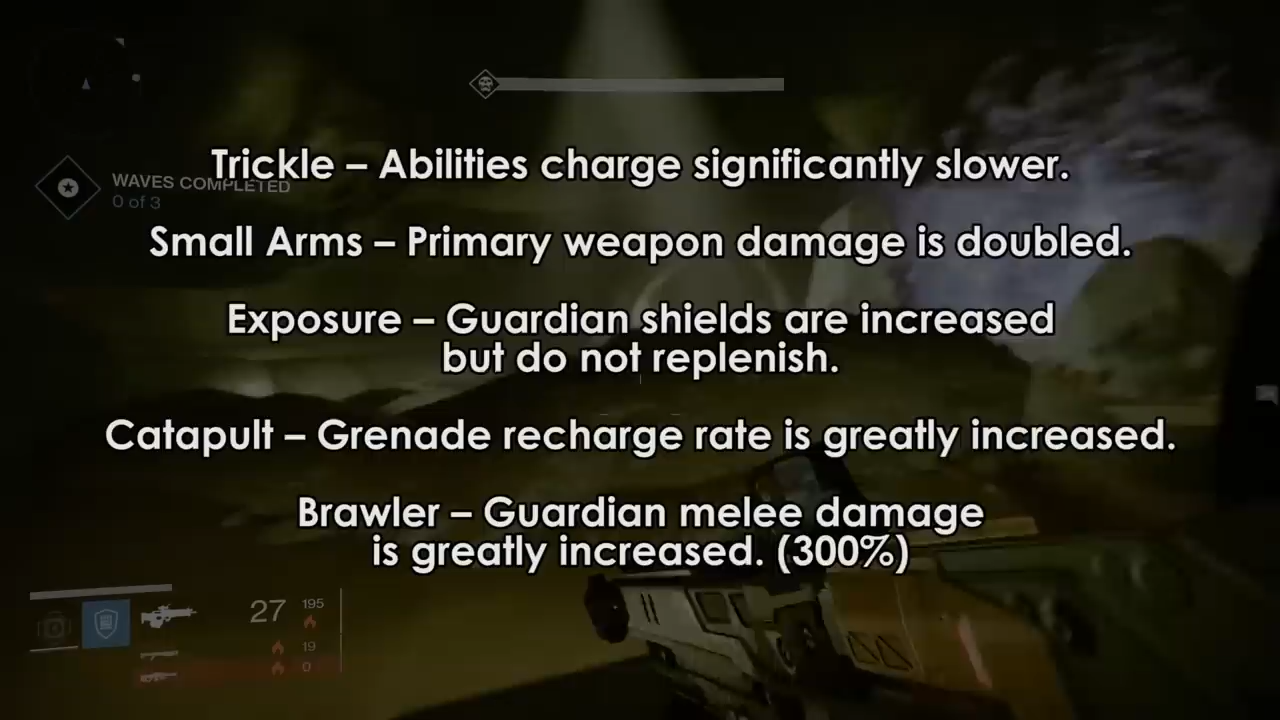 Trickle – Abilities charge significantly slower.
WAVES COMPLETED
0 of 3
Small Arms – Primary weapon damage is doubled.
Exposure – Guardian shields are increased
but do not replenish.
Catapult – Grenade recharge rate is greatly increased.
Brawler – Guardian melee damage
is greatly increased. (300%)
27 195
19
0